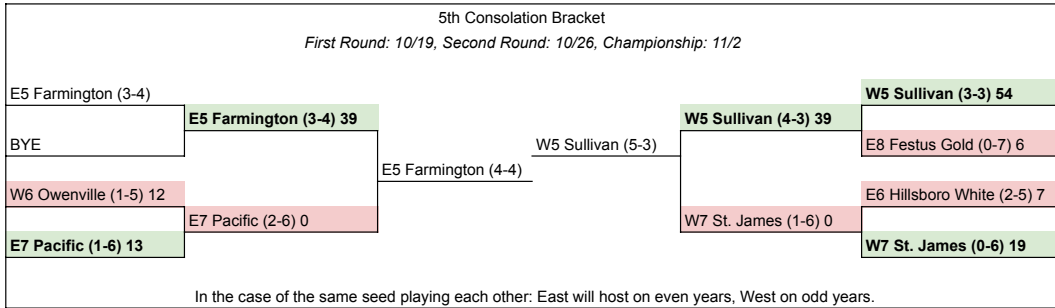 5th Consolation Bracket
First Round: 10/19, Second Round: 10/26, Championship: 11/2
E5 Farmington (3-4)
BYE
W6 Owenville (1-5) 12
E7 Pacific (1-6) 13
E5 Farmington (3-4) 39
E7 Pacific (2-6) 0
E5 Farmington (4-4)
W5 Sullivan (5-3)
W5 Sullivan (4-3) 39
W7 St. James (1-6) 0
W5 Sullivan (3-3) 54
E8 Festus Gold (0-7) 6
E6 Hillsboro White (2-5) 7
W7 St. James (0-6) 19
In the case of the same seed playing each other: East will host on even years, West on odd years.